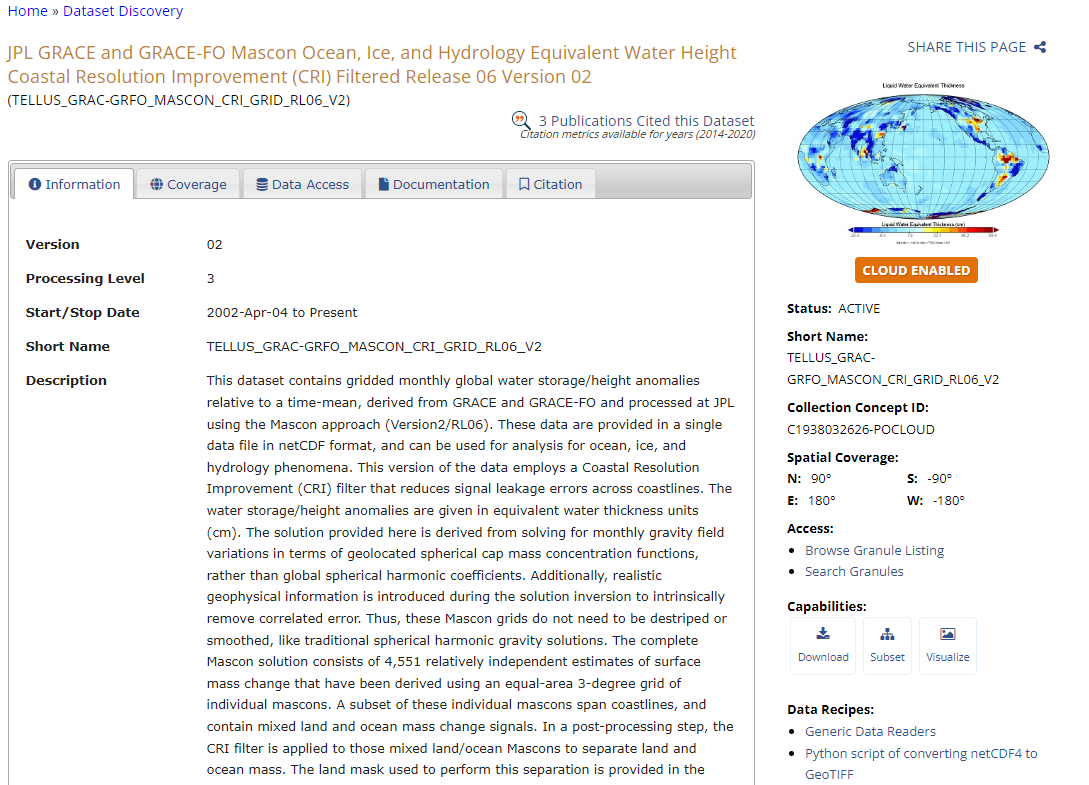 Home » Dataset Discovery
JPL GRACE and GRACE-FO Mascon Ocean, Ice, and Hydrology Equivalent Water Height
Coastal Resolution Improvement (CRI) Filtered Release 06 Version 02
(TELLUS_GRAC-GRFO_MASCON_CRI_GRID_RL06_V2)
3 Publications Cited this Dataset
Citation metrics available for years (2014-2020)
Information
Coverage
Data Access
Documentation
Citation
Version 02
Processing Level 3
Start/Stop Date 2002-Apr-04 to Present
Short Name TELLUS_GRAC-GRFO_MASCON_CRI_GRID_RL06_V2
Description This dataset contains gridded monthly global water storage/height anomalies
relative to a time-mean, derived from GRACE and GRACE-FO and processed at JPL
using the Mascon approach (Version2/RL06). These data are provided in a single
data file in netCDF format, and can be used for analysis for ocean, ice, and
hydrology phenomena. This version of the data employs a Coastal Resolution
Improvement (CRI) filter that reduces signal leakage errors across coastlines. The
water storage/height anomalies are given in equivalent water thickness units
(cm). The solution provided here is derived from solving for monthly gravity field
variations in terms of geolocated spherical cap mass concentration functions,
rather than global spherical harmonic coefficients. Additionally, realistic
geophysical information is introduced during the solution inversion to intrinsically
remove correlated error. Thus, these Mascon grids do not need to be destriped or
smoothed, like traditional spherical harmonic gravity solutions. The complete
Mascon solution consists of 4,551 relatively independent estimates of surface
mass change that have been derived using an equal-area 3-degree grid of
individual mascons. A subset of these individual mascons span coastlines, and
contain mixed land and ocean mass change signals. In a post-processing step, the
CRI filter is applied to those mixed land/ocean Mascons to separate land and
ocean mass. The land mask used to perform this separation is provided in the
SHARE THIS PAGE
Liquid Water Equivalent Thickness
Liquid Water Equivalent Thickness (cm)
CLOUD ENABLED
Status: ACTIVE
Short Name:
TELLUS_GRAC-
GRFO_MASCON_CRI_GRID_RL06_V2
Collection Concept ID:
C1938032626-POCLOUD
Spatial Coverage:
N: 90° S: -90°
E: 180° W: -180°
Access:
Browse Granule Listing
Search Granules
Capabilities:
Download
Subset
Visualize
Data Recipes:
Generic Data Readers
Python script of converting netCDF4 to
GeoTIFF